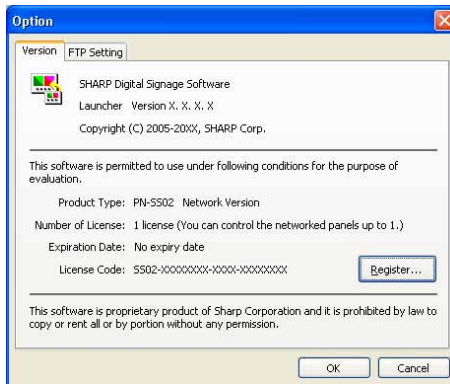 Option
Version FTP Setting
SHARP Digital Signage Software
Launcher Version X. X. X. X
Copyright (C) 2005-20XX, SHARP Corp.
This software is permitted to use under following conditions for the purpose of
evaluation.
Product Type: PN-SS02 Network Version
Number of License: 1 license (You can control the networked panels up to 1.)
Expiration Date: No expiry date
License Code: SS02-XXXXXXXX-XXXX-XXXXXXXX
Register...
This software is proprietary product of Sharp Corporation and it is prohibited by law to
copy or rent all or by portion without any permission.
OK Cancel